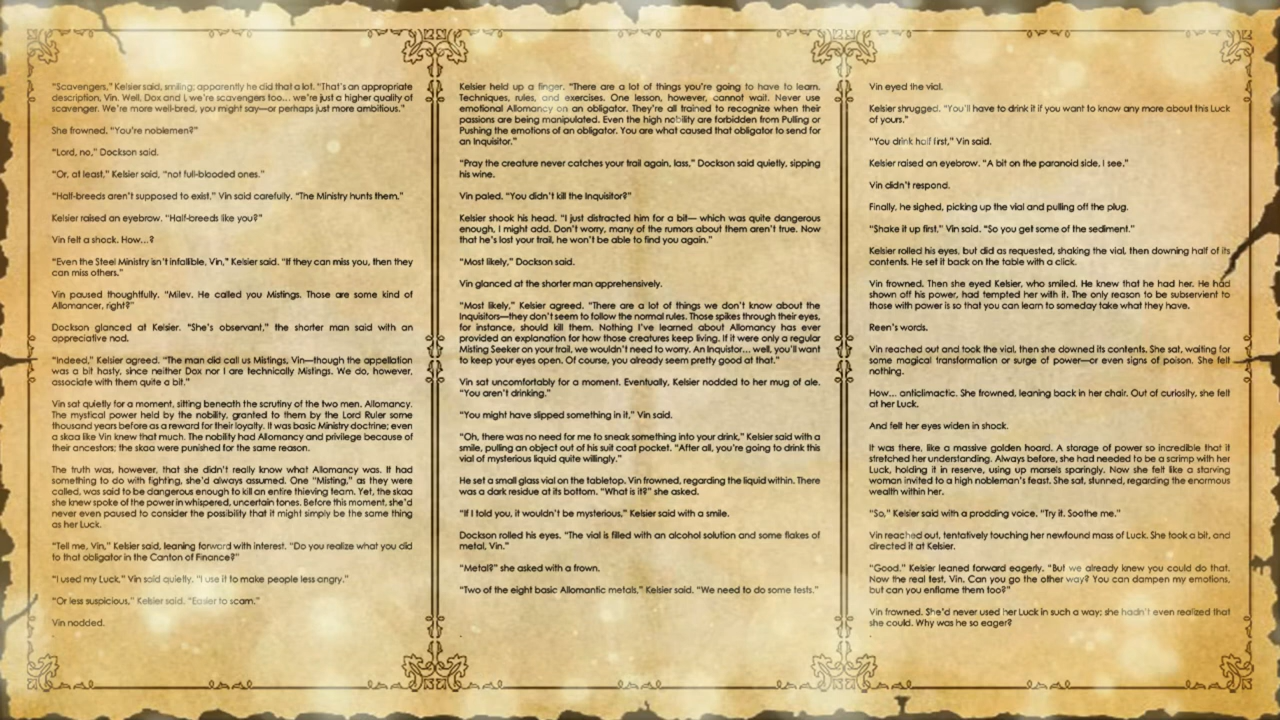 "Scavengers." Kelsier said, smiling; apparently he did that a lot. "That's an appropriate
description, Vin. Well, Dox and I, we're scavengers too... we're just a higher quality of
scavenger. We're more well-bred, you might say—or perhaps just more ambitious."
She frowned. "You're noblemen?"
"Lord, no," Dockson said.
"Or, at least," Kelsier said, "not full-blooded ones."
"Half-breeds aren't supposed to exist," Vin said carefully. "The Ministry hunts them."
Kelsier raised an eyebrow. "Half-breeds like you?"
Vin felt a shock. How...?
"Even the Steel Ministry isn't infallible, Vin," Kelsier said. "If they can miss you, then they
can miss others."
Vin paused thoughtfully. "Milev. He called you Mistings. Those are some kind of
Allomancer, right?"
Dockson glanced at Kelsier. "She's observant," the shorter man said with an
appreciative nod.
"Indeed," Kelsier agreed. "The man did call us Mistings, Vin—though the appellation
was a bit hasty, since neither Dox nor I are technically Mistings. We do, however,
associate with them quite a bit."
Vin sat quietly for a moment, sitting beneath the scrutiny of the two men. Allomancy.
The mystical power held by the nobility, granted to them by the Lord Ruler some
thousand years before as a reward for their loyalty. It was basic Ministry doctrine; even
a skaa like Vin knew that much. The nobility had Allomancy and privilege because of
their ancestors; the skaa were punished for the same reason.
The truth was, however, that she didn't really know what Allomancy was. It had
something to do with fighting, she'd always assumed. One "Misting," as they were
called, was said to be dangerous enough to kill an entire thieving team. Yet, the skaa
she knew spoke of the power in whispered, uncertain tones. Before this moment, she'd
never even paused to consider the possibility that it might simply be the same thing
as her Luck.
"Tell me, Vin," Kelsier said, leaning forward with interest. "Do you realize what you did
to that obligator in the Canton of Finance?"
"I used my Luck," Vin said quietly. "I use it to make people less angry."
"Or less suspicious," Kelsier said. "Easier to scam."
Vin nodded.
.
Kelsier held up a finger. "There are a lot of things you're going to have to learn.
Techniques, rules, and exercises. One lesson, however, cannot wait. Never use
emotional Allomancy on an obligator. They're all trained to recognize when their
passions are being manipulated. Even the high nobility are forbidden from Pulling or
Pushing the emotions of an obligator. You are what caused that obligator to send for
an Inquisitor."
"Pray the creature never catches your trail again, lass," Dockson said quietly, sipping
his wine.
Vin paled. "You didn't kill the Inquisitor?"
Kelsier shook his head. "I just distracted him for a bit— which was quite dangerous
enough, I might add. Don't worry, many of the rumors about them aren't true. Now
that he's lost your trail, he won't be able to find you again."
"Most likely," Dockson said.
Vin glanced at the shorter man apprehensively.
"Most likely," Kelsier agreed. "There are a lot of things we don't know about the
Inquisitors—they don't seem to follow the normal rules. Those spikes through their eyes,
for instance, should kill them. Nothing I've learned about Allomancy has ever
provided an explanation for how those creatures keep living. If it were only a regular
Misting Seeker on your trail, we wouldn't need to worry. An Inquisitor... well, you'll want
to keep your eyes open. Of course, you already seem pretty good at that."
Vin sat uncomfortably for a moment. Eventually, Kelsier nodded to her mug of ale.
"You aren't drinking."
"You might have slipped something in it," Vin said.
"Oh, there was no need for me to sneak something into your drink," Kelsier said with a
smile, pulling an object out of his suit coat pocket. "After all, you're going to drink this
vial of mysterious liquid quite willingly."
He set a small glass vial on the tabletop. Vin frowned, regarding the liquid within. There
was a dark residue at its bottom. "What is it?" she asked.
"If I told you, it wouldn't be mysterious," Kelsier said with a smile.
Dockson rolled his eyes. "The vial is filled with an alcohol solution and some flakes of
metal, Vin."
"Metal?" she asked with a frown.
"Two of the eight basic Allomantic metals," Kelsier said. "We need to do some tests."
.
Vin eyed the vial.
Kelsier shrugged. "You'll have to drink it if you want to know any more about this Luck
of yours."
"You drink half first," Vin said.
Kelsier raised an eyebrow. "A bit on the paranoid side, I see."
Vin didn't respond.
Finally, he sighed, picking up the vial and pulling off the plug.
"Shake it up first," Vin said. "So you get some of the sediment."
Kelsier rolled his eyes, but did as requested, shaking the vial, then downing half of its
contents. He set it back on the table with a click.
Vin frowned. Then she eyed Kelsier, who smiled. He knew that he had her. He had
shown off his power, had tempted her with it. The only reason to be subservient to
those with power is so that you can learn to someday take what they have.
Reen's words.
Vin reached out and took the vial, then she downed its contents. She sat, waiting for
some magical transformation or surge of power—or even signs of poison. She felt
nothing.
How... anticlimactic. She frowned, leaning back in her chair. Out of curiosity, she felt
at her Luck.
And felt her eyes widen in shock.
It was there, like a massive golden hoard. A storage of power so incredible that it
stretched her understanding. Always before, she had needed to be a scrimp with her
Luck, holding it in reserve, using up morsels sparingly. Now she felt like a starving
woman invited to a high nobleman's feast. She sat, stunned, regarding the enormous
wealth within her.
"So," Kelsier said with a prodding voice. "Try it. Soothe me."
Vin reached out, tentatively touching her newfound mass of Luck. She took a bit, and
directed it at Kelsier.
"Good." Kelsier leaned forward eagerly. "But we already knew you could do that.
Now the real test, Vin. Can you go the other way? You can dampen my emotions,
but can you enflame them too?"
Vin frowned. She'd never used her Luck in such a way; she hadn't even realized that
she could. Why was he so eager?
.